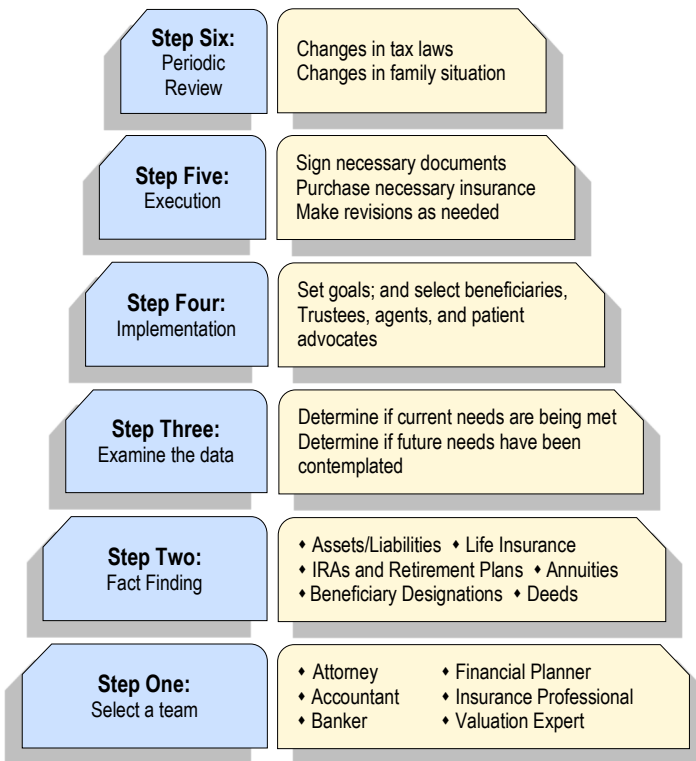 Step Six:
Periodic
Review
Changes in tax laws
Changes in family situation
Step Five:
Execution
Sign necessary documents
Purchase necessary insurance
Make revisions as needed
Step Four:
Implementation
Set goals; and select beneficiaries,
Trustees, agents, and patient
advocates
Step Three:
Examine the data
Determine if current needs are being met
Determine if future needs have been
contemplated
Step Two:
Fact Finding
♦ Assets/Liabilities ♦ Life Insurance
♦ IRAs and Retirement Plans ♦ Annuities
♦ Beneficiary Designations ♦ Deeds
Step One:
Select a team
♦ Attorney ♦ Financial Planner
♦ Accountant ♦ Insurance Professional
♦ Banker ♦ Valuation Expert